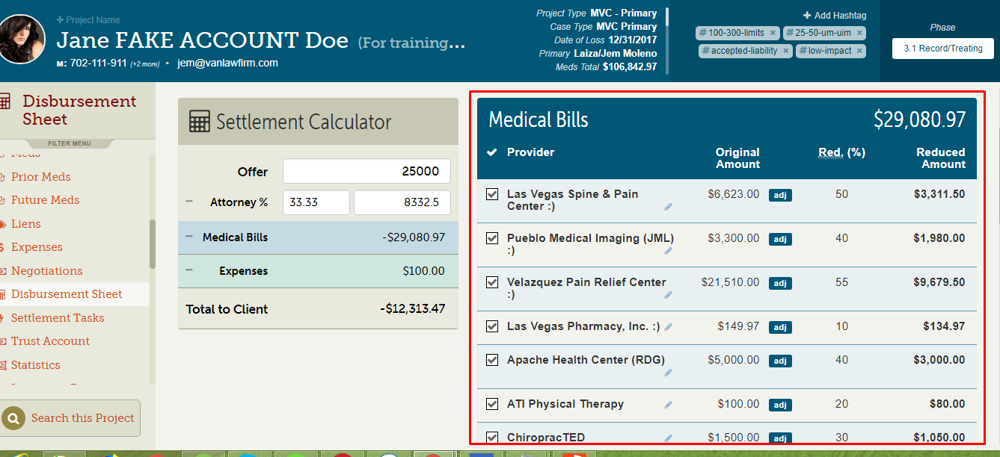 + Project Name
Jane FAKE ACCOUNT Doe (For training...
M: 702-111-911 (+2 more) • jem@vanlawfirm.com
Project Type MVC - Primary
Case Type MVC Primary
Date of Loss 12/31/2017
Primary Laiza/Jem Moleno
Meds Total $106,842.97
+ Add Hashtag
#100-300-limits × #25-50-um-uim ×
#accepted-liability × #low-impact ×
Phase
3.1 Record/Treating
Disbursement
Sheet
FILTER MENU
Meds
Prior Meds
Future Meds
Liens
Expenses
Negotiations
Disbursement Sheet
Settlement Tasks
Trust Account
Statistics
Search this Project
Settlement Calculator
Offer 25000
− Attorney % 33.33 8332.5
− Medical Bills -$29,080.97
− Expenses $100.00
Total to Client -$12,313.47
Medical Bills $29,080.97
Provider Original Amount Red. (%) Reduced Amount
Las Vegas Spine & Pain $6,623.00 adj 50 $3,311.50
Center :)
Pueblo Medical Imaging (JML) $3,300.00 adj 40 $1,980.00
:)
Velazquez Pain Relief Center $21,510.00 adj 55 $9,679.50
:)
Las Vegas Pharmacy, Inc. :) $149.97 adj 10 $134.97
Apache Health Center (RDG) $5,000.00 adj 40 $3,000.00
ATI Physical Therapy $100.00 adj 20 $80.00
ChiropracTED $1,500.00 adj 30 $1,050.00